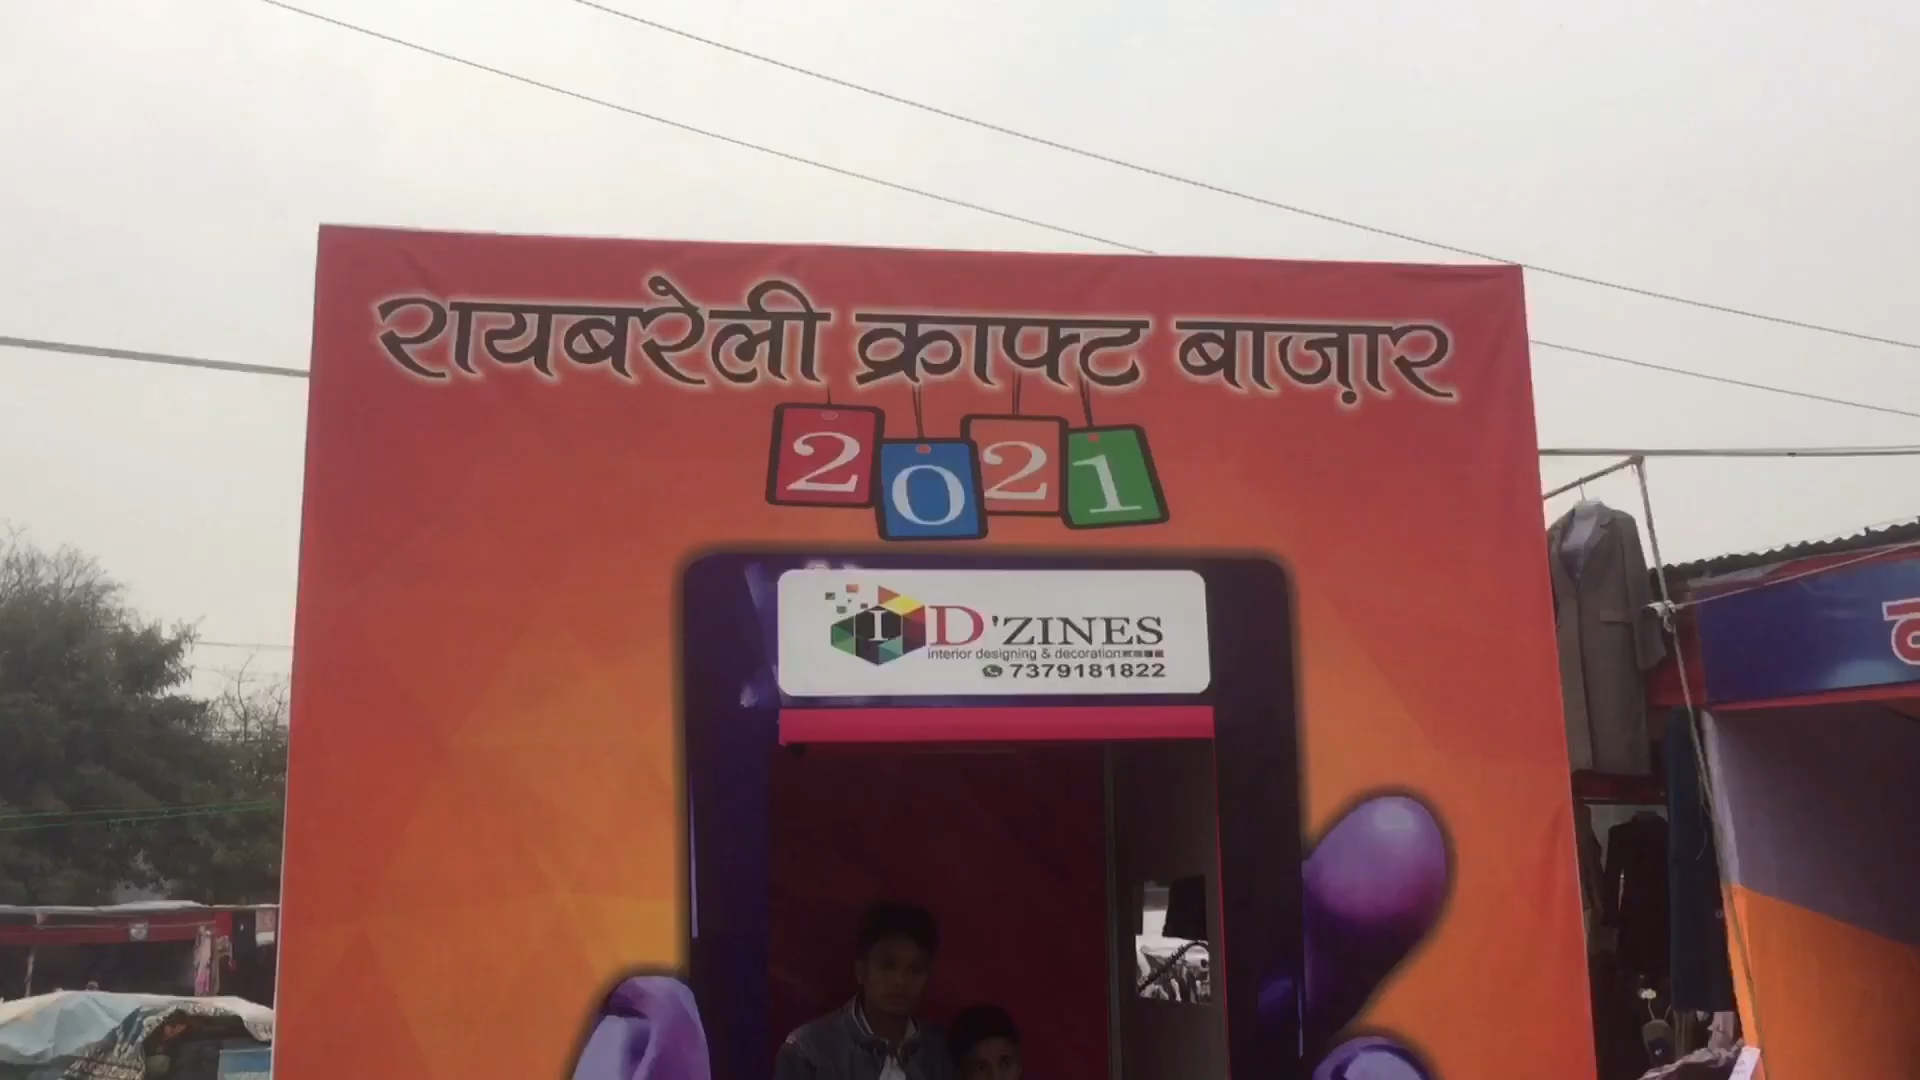 रायबरेली क्राफ्ट बाज़ार
2021
I D'ZINES
interior designing & decoration
7379181822